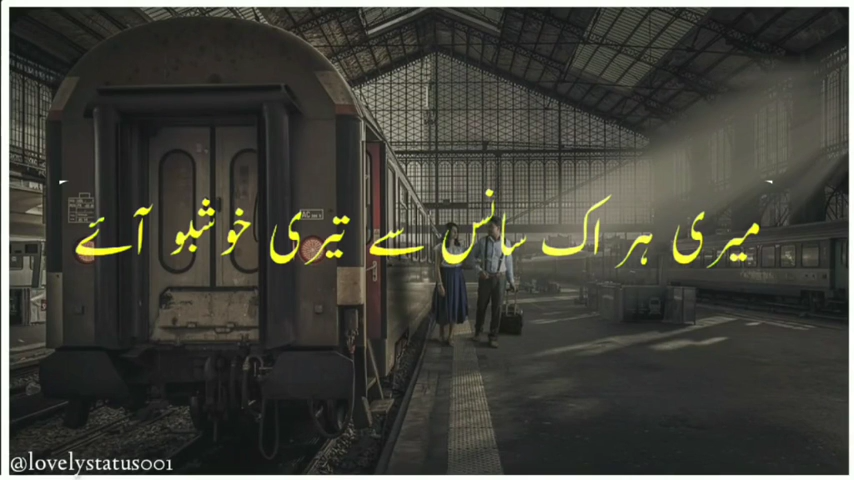 میری ہر اک سانس سے تیری خوشبو آئے
@lovelystatus001